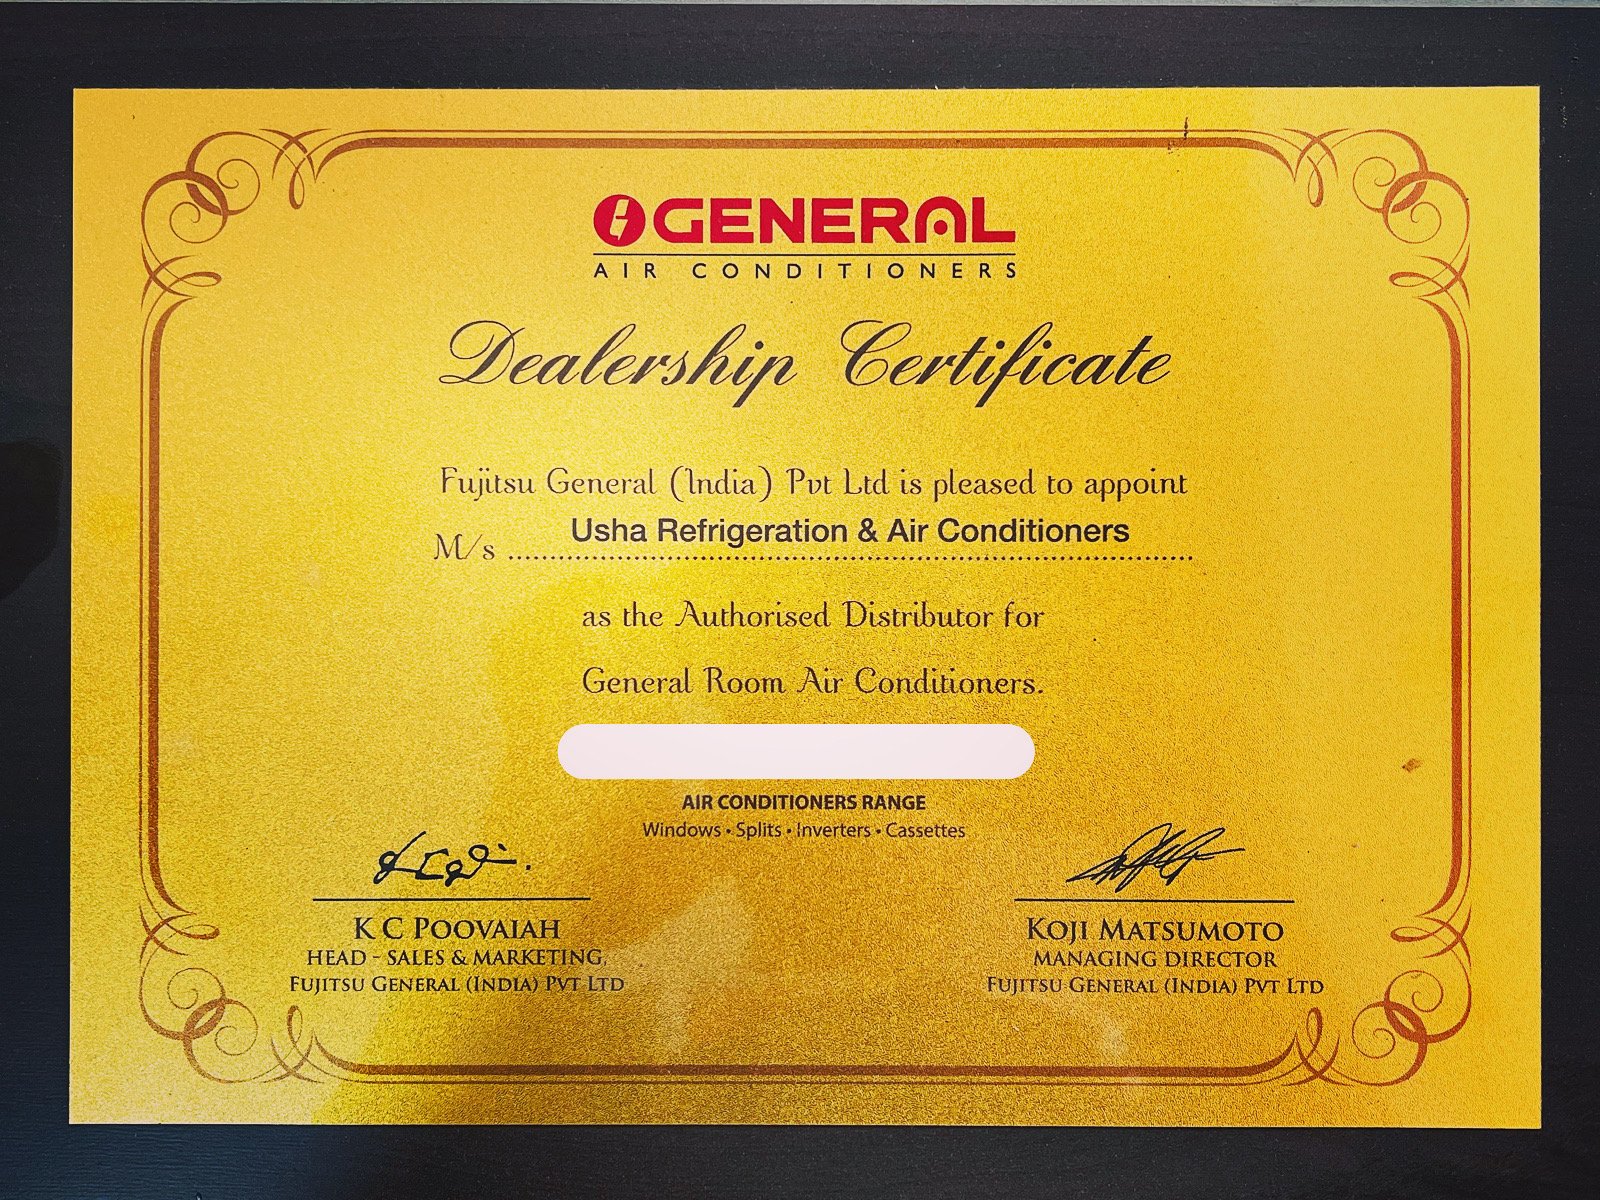 GENERAL
AIR CONDITIONERS
Dealership Certificate
Fujitsu General (India) Pvt Ltd is pleased to appoint
Usha Refrigeration & Air Conditioners
M/s ......................................................................
as the Authorised Distributor for
General Room Air Conditioners.
AIR CONDITIONERS RANGE
Windows • Splits • Inverters • Cassettes
K C POOVAIAH
HEAD - SALES & MARKETING,
FUJITSU GENERAL (INDIA) PVT LTD
KOJI MATSUMOTO
MANAGING DIRECTOR
FUJITSU GENERAL (INDIA) PVT LTD